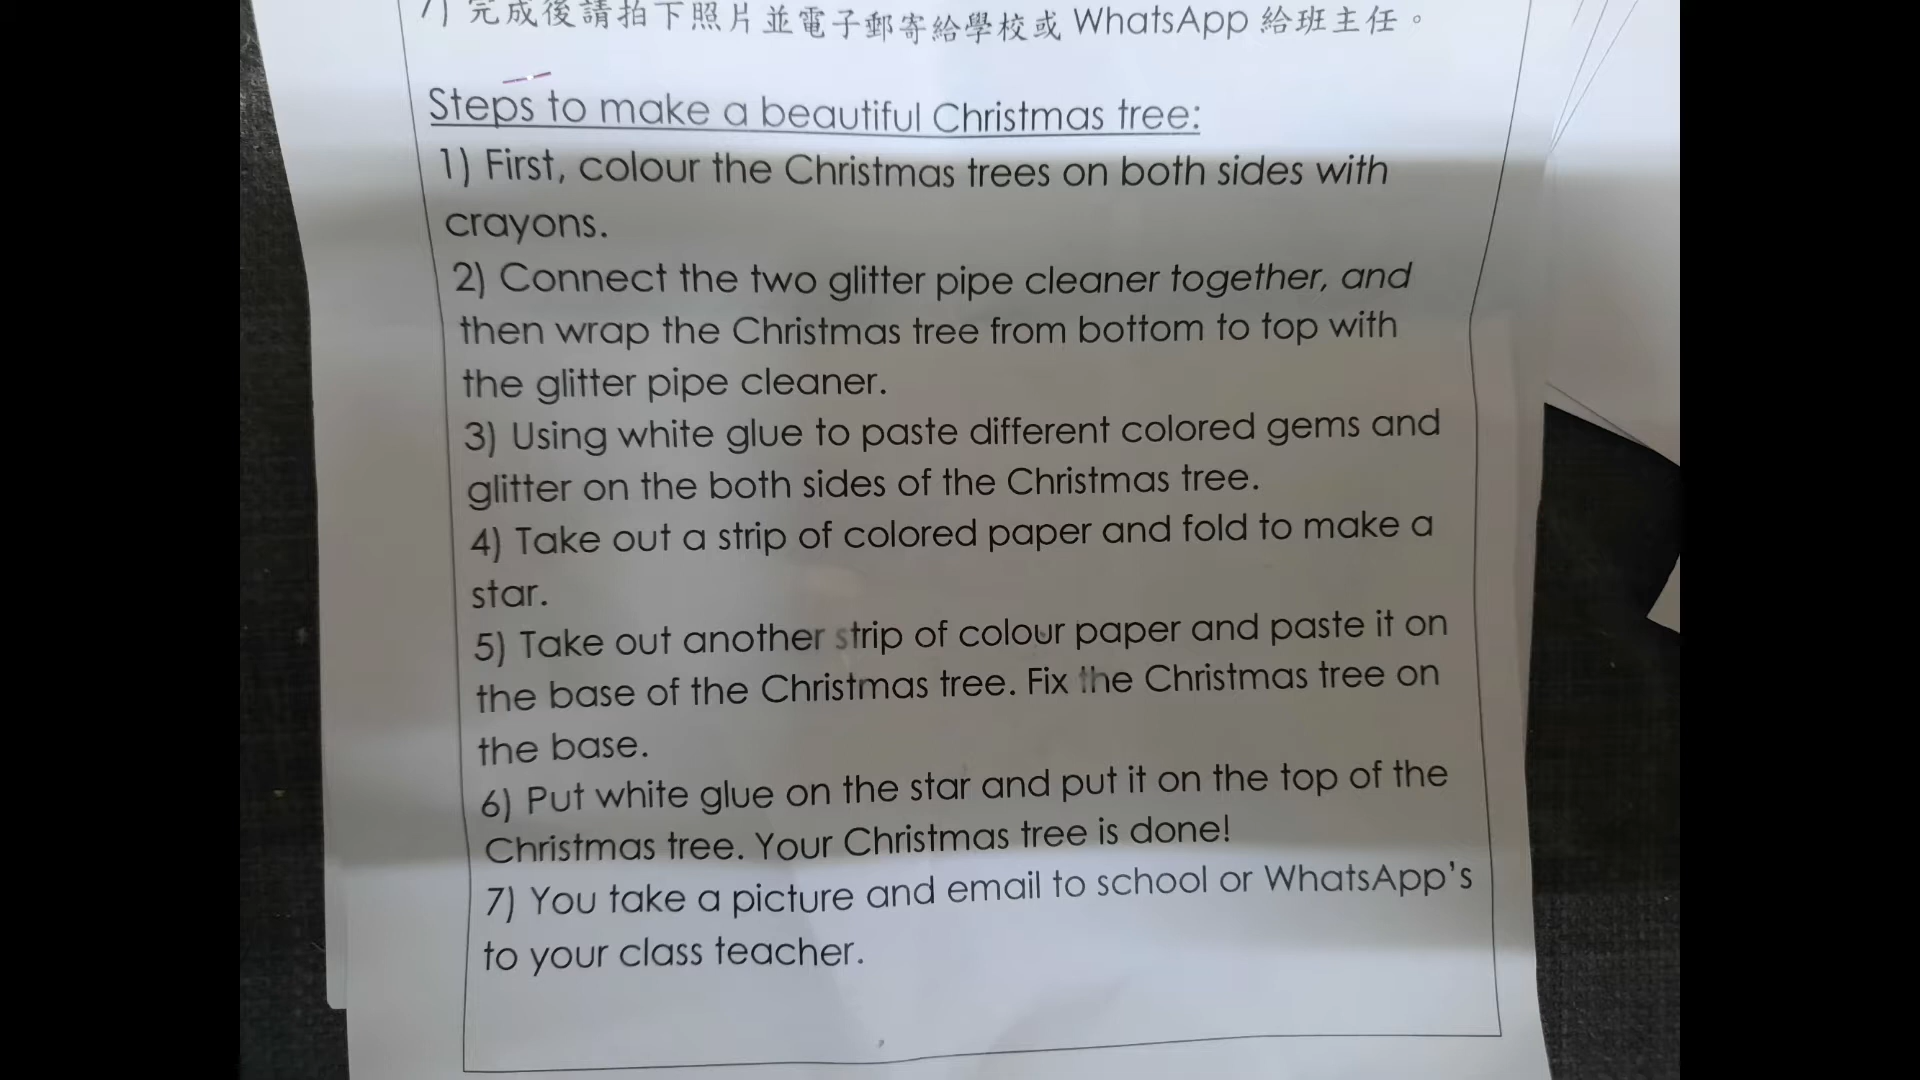 7) 完成後請拍下照片並電子郵寄給學校或 WhatsApp 給班主任。
Steps to make a beautiful Christmas tree:
1) First, colour the Christmas trees on both sides with
crayons.
2) Connect the two glitter pipe cleaner together, and
then wrap the Christmas tree from bottom to top with
the glitter pipe cleaner.
3) Using white glue to paste different colored gems and
glitter on the both sides of the Christmas tree.
4) Take out a strip of colored paper and fold to make a
star.
5) Take out another strip of colour paper and paste it on
the base of the Christmas tree. Fix the Christmas tree on
the base.
6) Put white glue on the star and put it on the top of the
Christmas tree. Your Christmas tree is done!
7) You take a picture and email to school or WhatsApp's
to your class teacher.